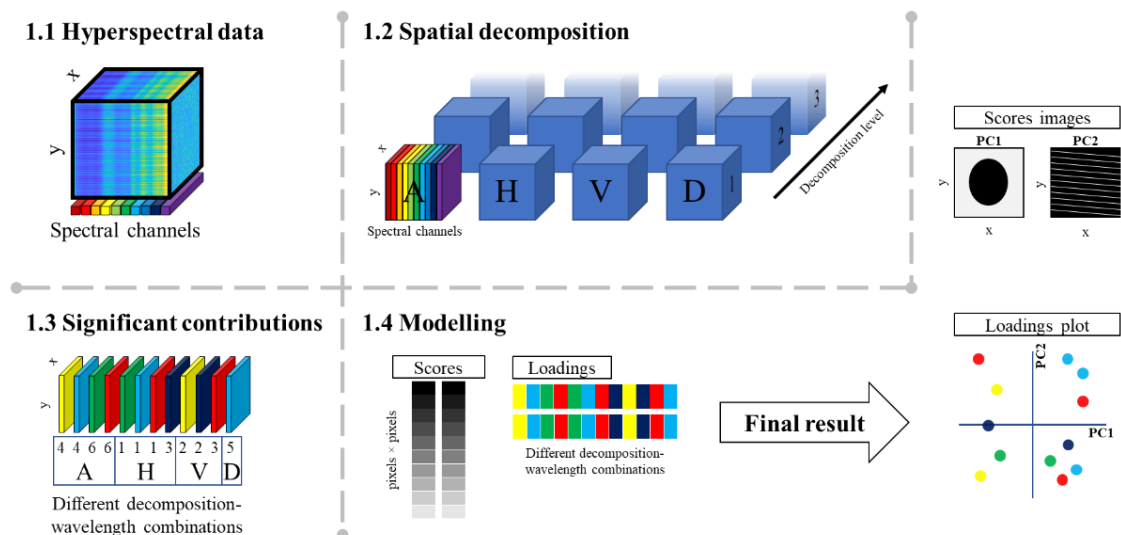 1.1 Hyperspectral data
x
y
Spectral channels
1.2 Spatial decomposition
x
y
A
H
V
D
1
2
3
Spectral channels
Decomposition level
Scores images
PC1
PC2
y
y
x
x
1.3 Significant contributions
x
y
4 4 6 6 1 1 1 3 2 2 3 5
A H V D
Different decomposition-
wavelength combinations
1.4 Modelling
Scores
Loadings
pixels × pixels
Different decomposition-
wavelength combinations
Final result
Loadings plot
PC2
PC1